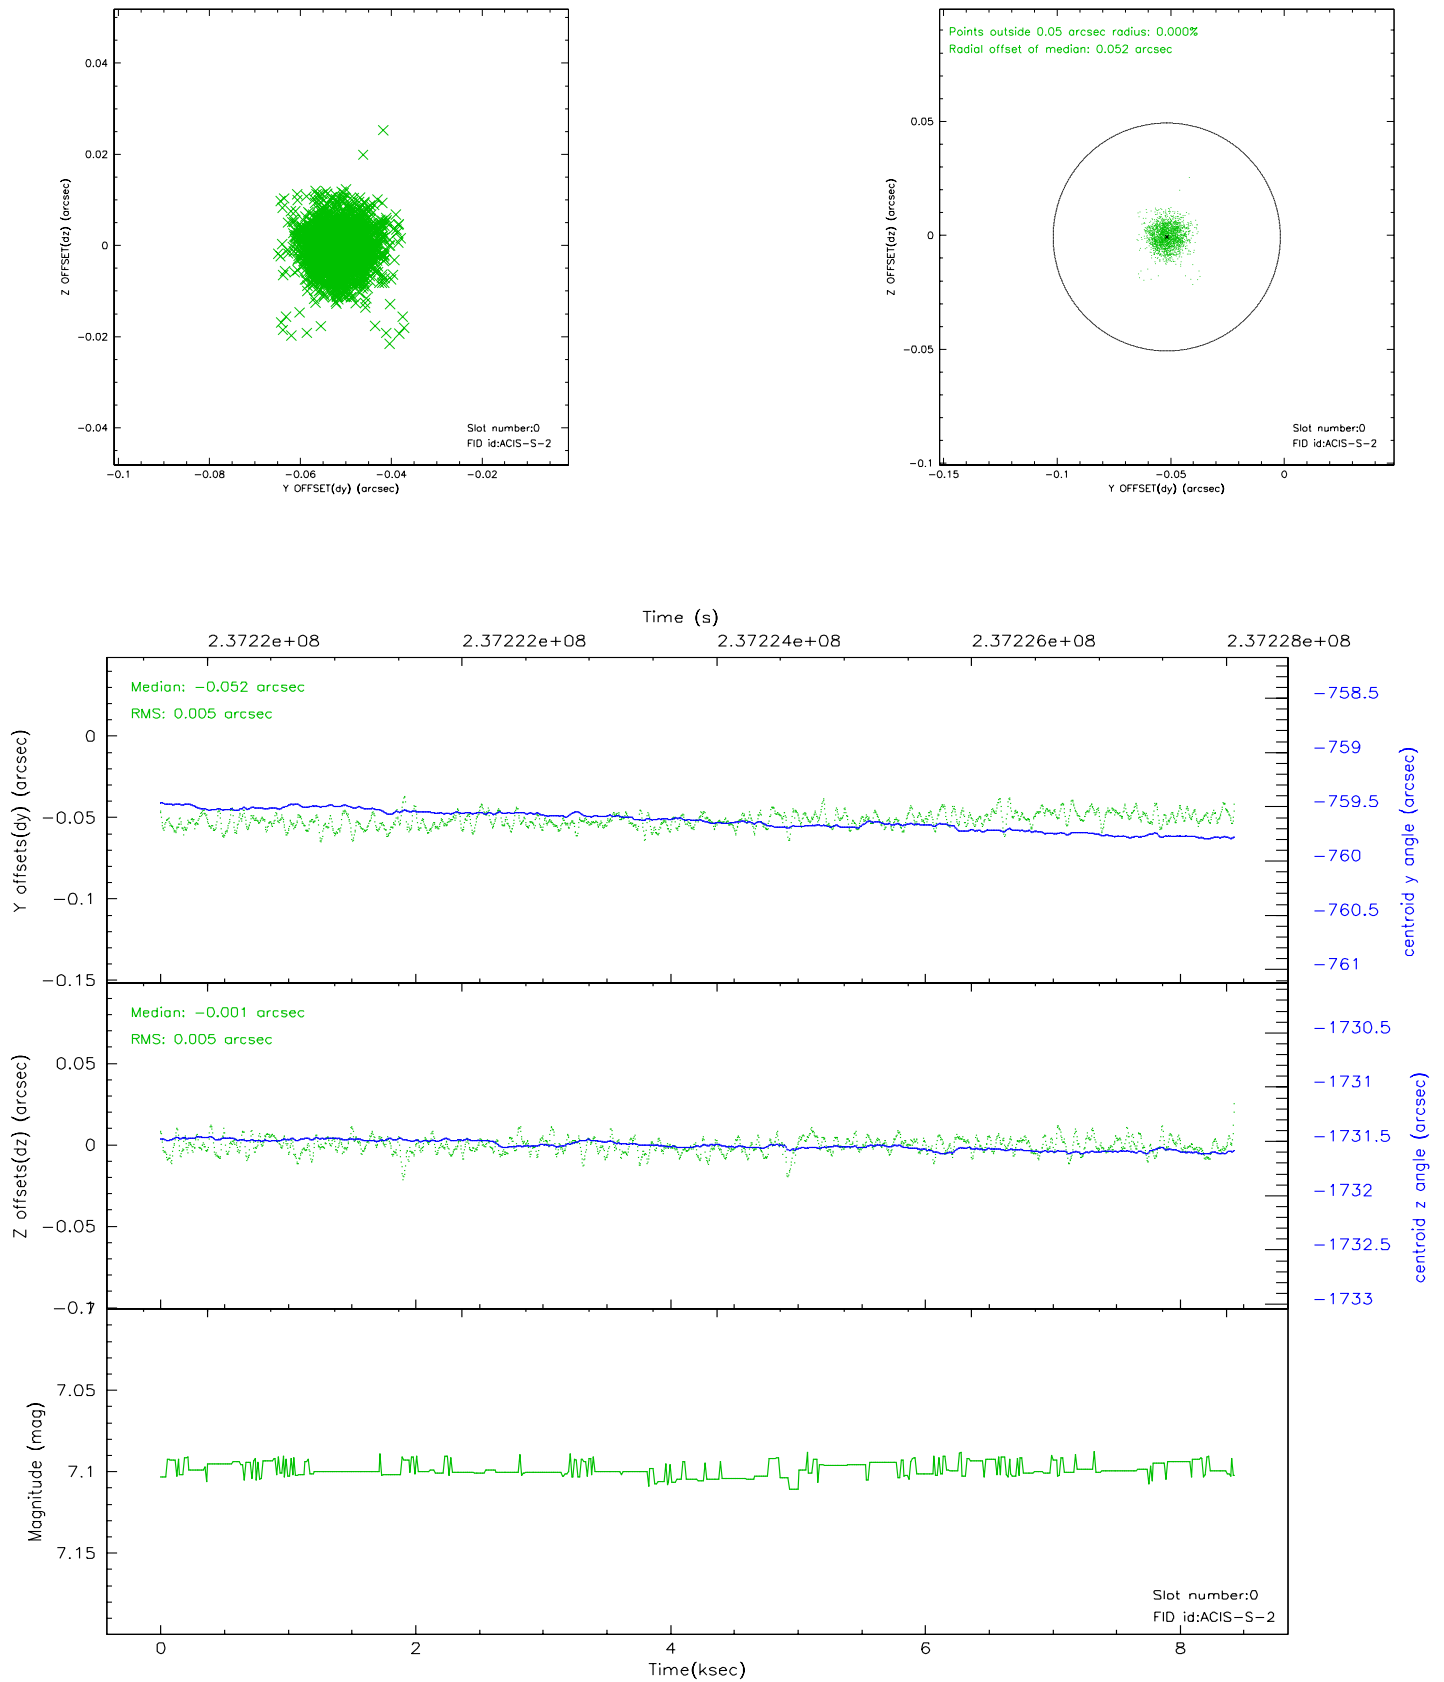 0.04
0.02
0
-0.02
-0.04
Z OFFSET(dz) (arcsec)
Slot number:0
FID id:ACIS-S-2
-0.1
-0.08
-0.06
-0.04
-0.02
Y OFFSET(dy) (arcsec)
Points outside 0.05 arcsec radius: 0.000%
Radial offset of median: 0.052 arcsec
0.05
0
-0.05
-0.1
Z OFFSET(dz) (arcsec)
Slot number:0
FID id:ACIS-S-2
-0.15
-0.1
-0.05
0
Y OFFSET(dy) (arcsec)
Time (s)
2.3722e+08
2.37222e+08
2.37224e+08
2.37226e+08
2.37228e+08
Median: -0.052 arcsec
RMS: 0.005 arcsec
0
-0.05
-0.1
-0.15
Y offsets(dy) (arcsec)
-758.5
-759
-759.5
-760
-760.5
-761
centroid y angle (arcsec)
Median: -0.001 arcsec
RMS: 0.005 arcsec
0.05
0
-0.05
-0.1
Z offsets(dz) (arcsec)
-1730.5
-1731
-1731.5
-1732
-1732.5
-1733
centroid z angle (arcsec)
7
7.05
7.1
7.15
Magnitude (mag)
Slot number:0
FID id:ACIS-S-2
0
2
4
6
8
Time(ksec)